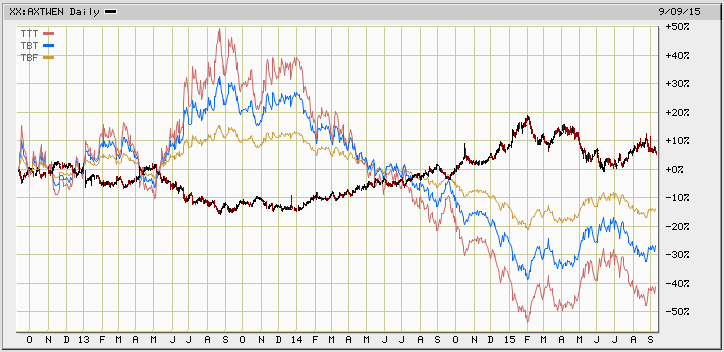 XX:AXTWEN Daily
9/09/15
TTT
TBT
TBF
+50%
+40%
+30%
+20%
+10%
+0%
-10%
-20%
-30%
-40%
-50%
O N D 13 F M A M J J A S O N D 14 F M A M J J A S O N D 15 F M A M J J A S